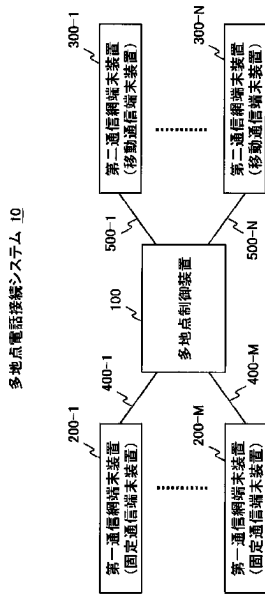 多地点電話接続システム 10
200-1
第一通信網端末装置
(固定通信端末装置)
200-M
第一通信網端末装置
(固定通信端末装置)
400-1
400-M
100
多地点制御装置
500-1
500-N
300-1
第二通信網端末装置
(移動通信端末装置)
300-N
第二通信網端末装置
(移動通信端末装置)